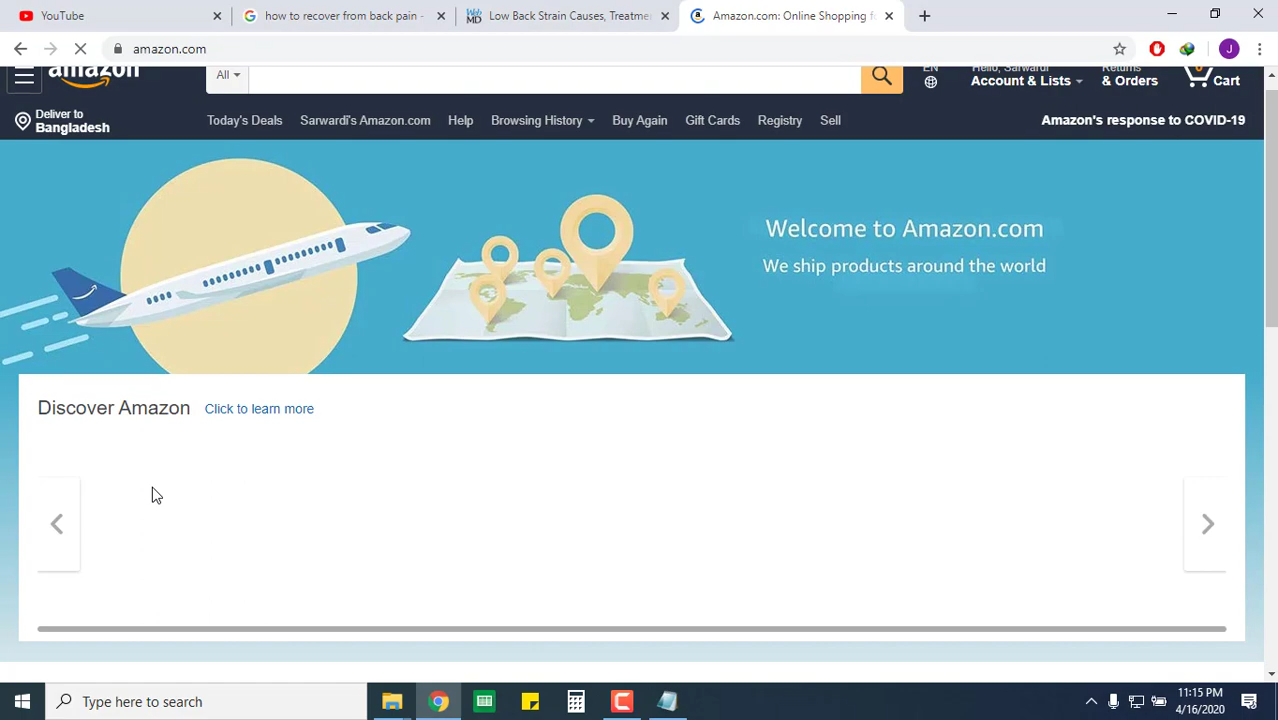 YouTube
how to recover from back pain -
Web MD
Low Back Strain Causes, Treatme
Amazon.com: Online Shopping fo
amazon.com
J
amazon
All
EN
Hello, Sarwardi
Account & Lists
Returns
& Orders
0
Cart
Deliver to
Bangladesh
Today's Deals
Sarwardi's Amazon.com
Help
Browsing History
Buy Again
Gift Cards
Registry
Sell
Amazon's response to COVID-19
Welcome to Amazon.com
We ship products around the world
Discover Amazon
Click to learn more
Type here to search
11:15 PM
4/16/2020